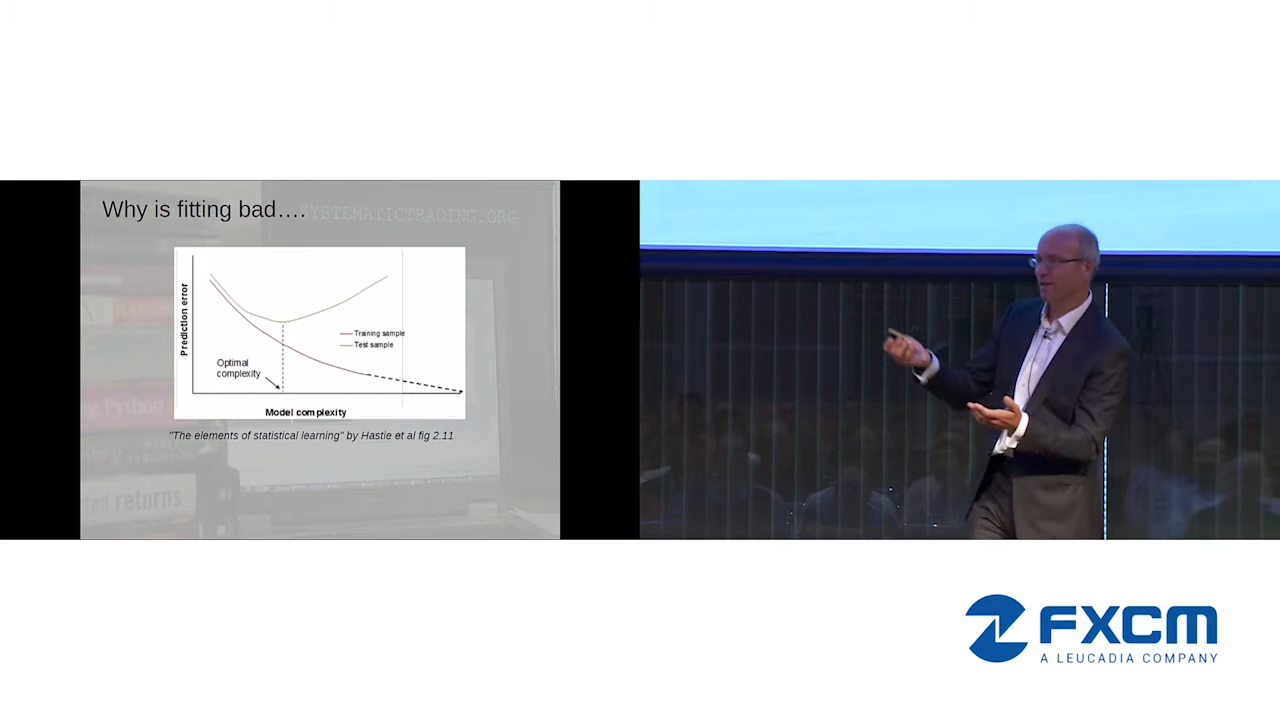 Why is fitting bad….
SYSTEMATICTRADING.ORG
Prediction error
Training sample
Test sample
Optimal
complexity
Model complexity
"The elements of statistical learning" by Hastie et al fig 2.11
Python
returns
FXCM
A LEUCADIA COMPANY